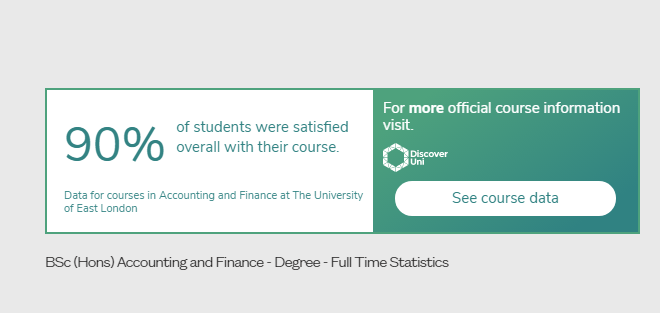 90%
of students were satisfied
overall with their course.
Data for courses in Accounting and Finance at The University
of East London
For more official course information
visit.
Discover
Uni
See course data
BSc (Hons) Accounting and Finance - Degree - Full Time Statistics